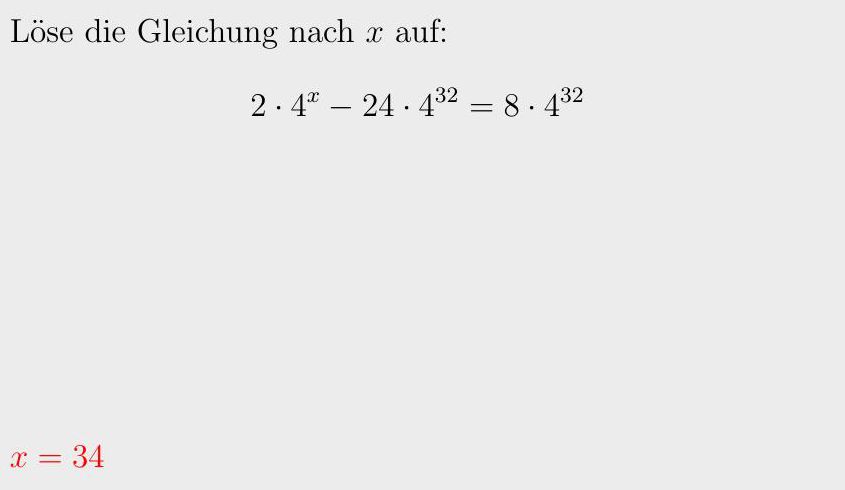 Löse die Gleichung nach x auf:
2 · 4^x − 24 · 4^32 = 8 · 4^32
x = 34